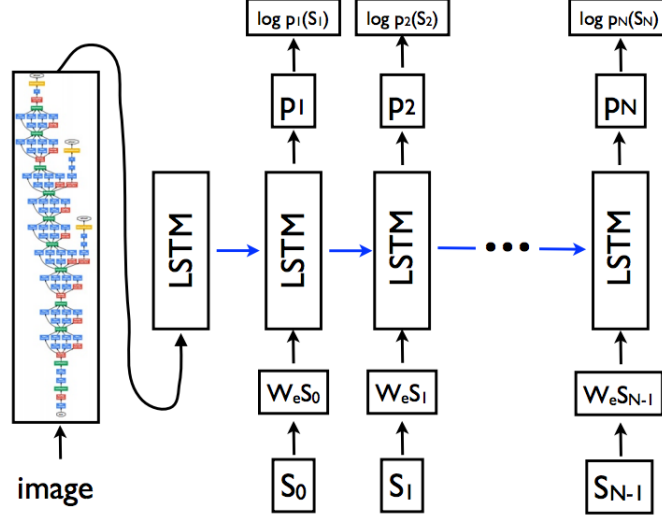 log p₁(S₁) log p₂(S₂) log pN(SN)
p₁ p₂ pN
LSTM LSTM LSTM LSTM
WₑS₀ WₑS₁ WₑSN-1
image S₀ S₁ SN-1